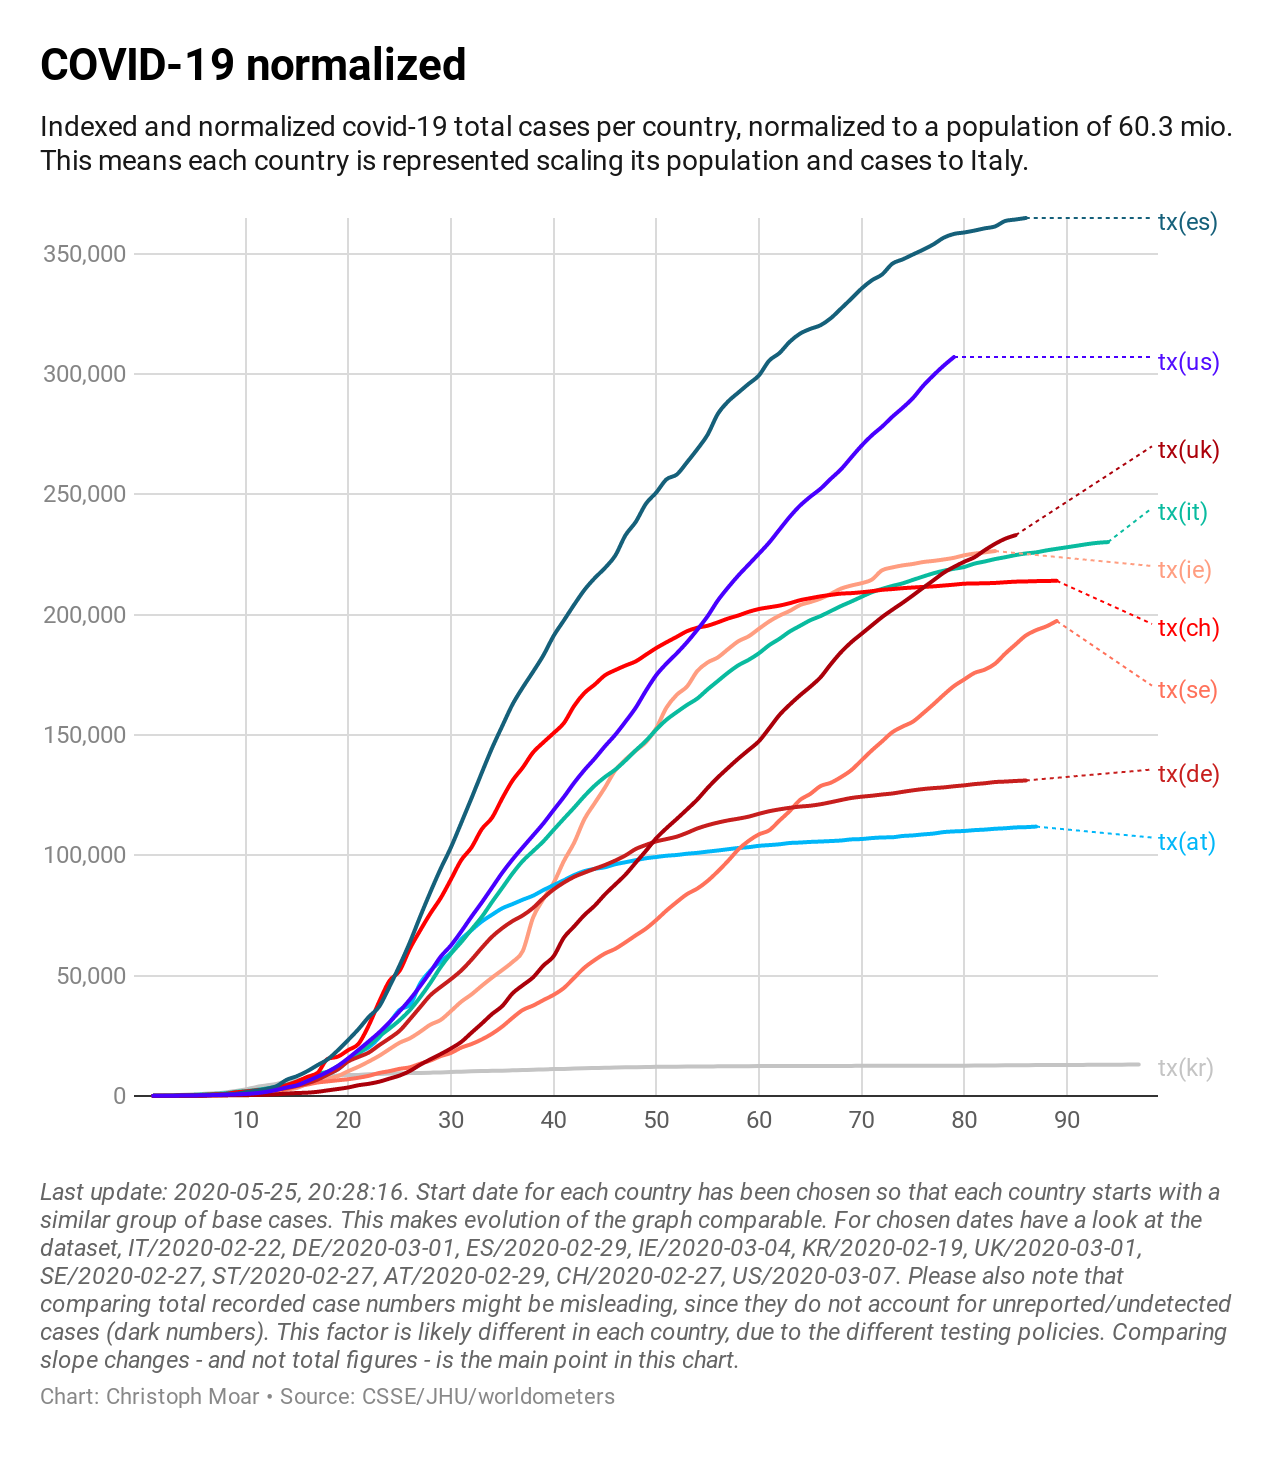 COVID-19 normalized
Indexed and normalized covid-19 total cases per country, normalized to a population of 60.3 mio.
This means each country is represented scaling its population and cases to Italy.
tx(es)
350,000
tx(us)
300,000
tx(uk)
250,000
tx(it)
tx(ie)
200,000
tx(ch)
tx(se)
150,000
tx(de)
tx(at)
100,000
50,000
tx(kr)
0
10 20 30 40 50 60 70 80 90
Last update: 2020-05-25, 20:28:16. Start date for each country has been chosen so that each country starts with a
similar group of base cases. This makes evolution of the graph comparable. For chosen dates have a look at the
dataset, IT/2020-02-22, DE/2020-03-01, ES/2020-02-29, IE/2020-03-04, KR/2020-02-19, UK/2020-03-01,
SE/2020-02-27, ST/2020-02-27, AT/2020-02-29, CH/2020-02-27, US/2020-03-07. Please also note that
comparing total recorded case numbers might be misleading, since they do not account for unreported/undetected
cases (dark numbers). This factor is likely different in each country, due to the different testing policies. Comparing
slope changes - and not total figures - is the main point in this chart.
Chart: Christoph Moar • Source: CSSE/JHU/worldometers